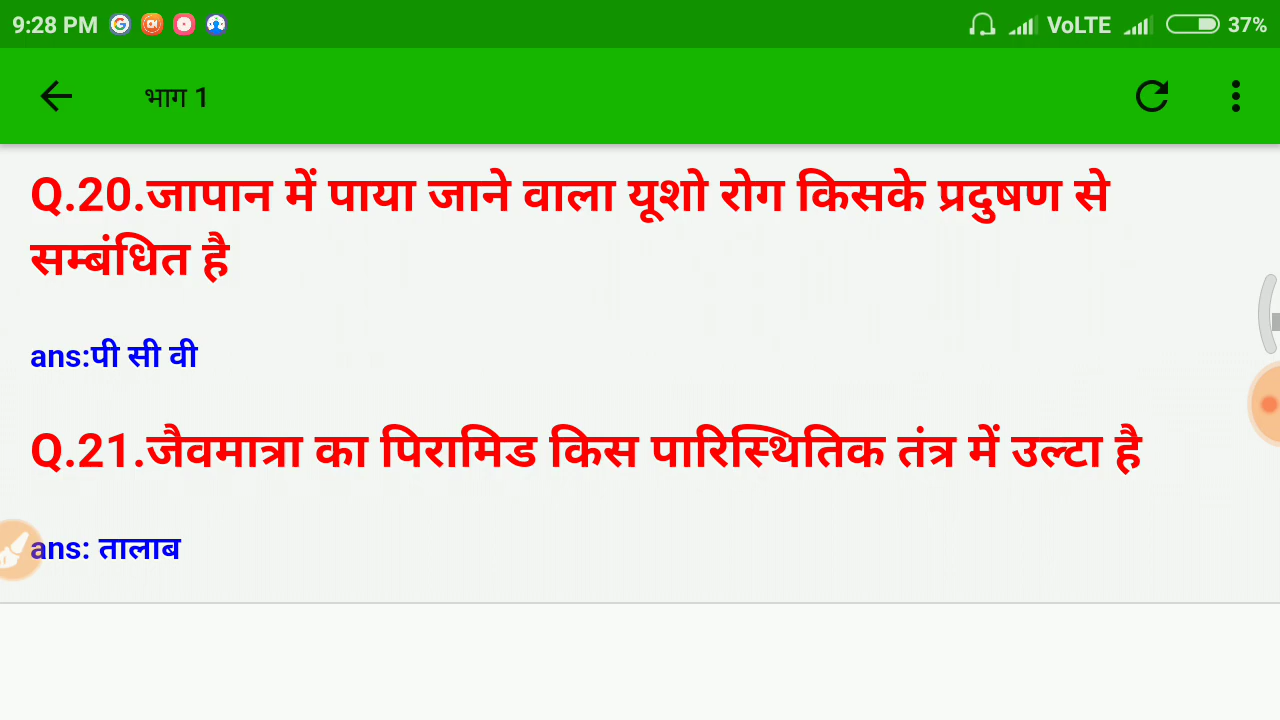 9:28 PM VoLTE 37%
भाग 1
Q.20.जापान में पाया जाने वाला यूशो रोग किसके प्रदुषण से
सम्बंधित है
ans:पी सी वी
Q.21.जैवमात्रा का पिरामिड किस पारिस्थितिक तंत्र में उल्टा है
ans: तालाब